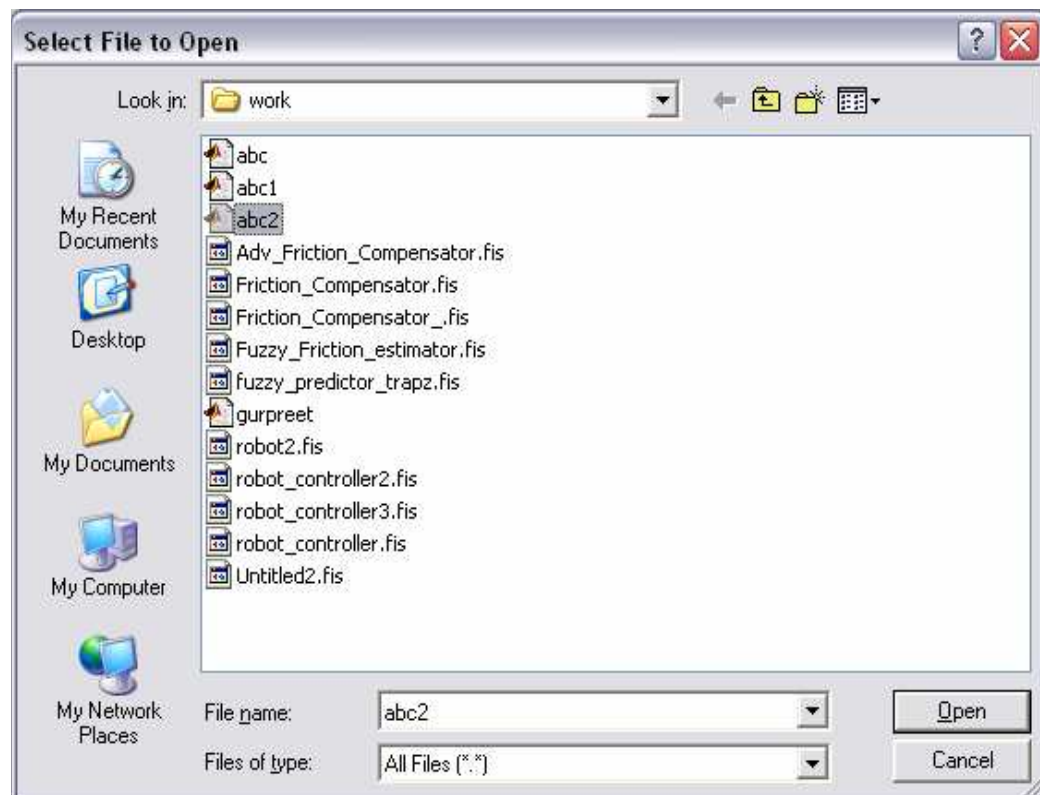 Select File to Open
Look in:
work
abc
abc1
abc2
Adv_Friction_Compensator.fis
Friction_Compensator.fis
Friction_Compensator_.fis
Fuzzy_Friction_estimator.fis
fuzzy_predictor_trapz.fis
gurpreet
robot2.fis
robot_controller2.fis
robot_controller3.fis
robot_controller.fis
Untitled2.fis
My Recent
Documents
Desktop
My Documents
My Computer
My Network
Places
File name:
abc2
Open
Files of type:
All Files (*.*)
Cancel